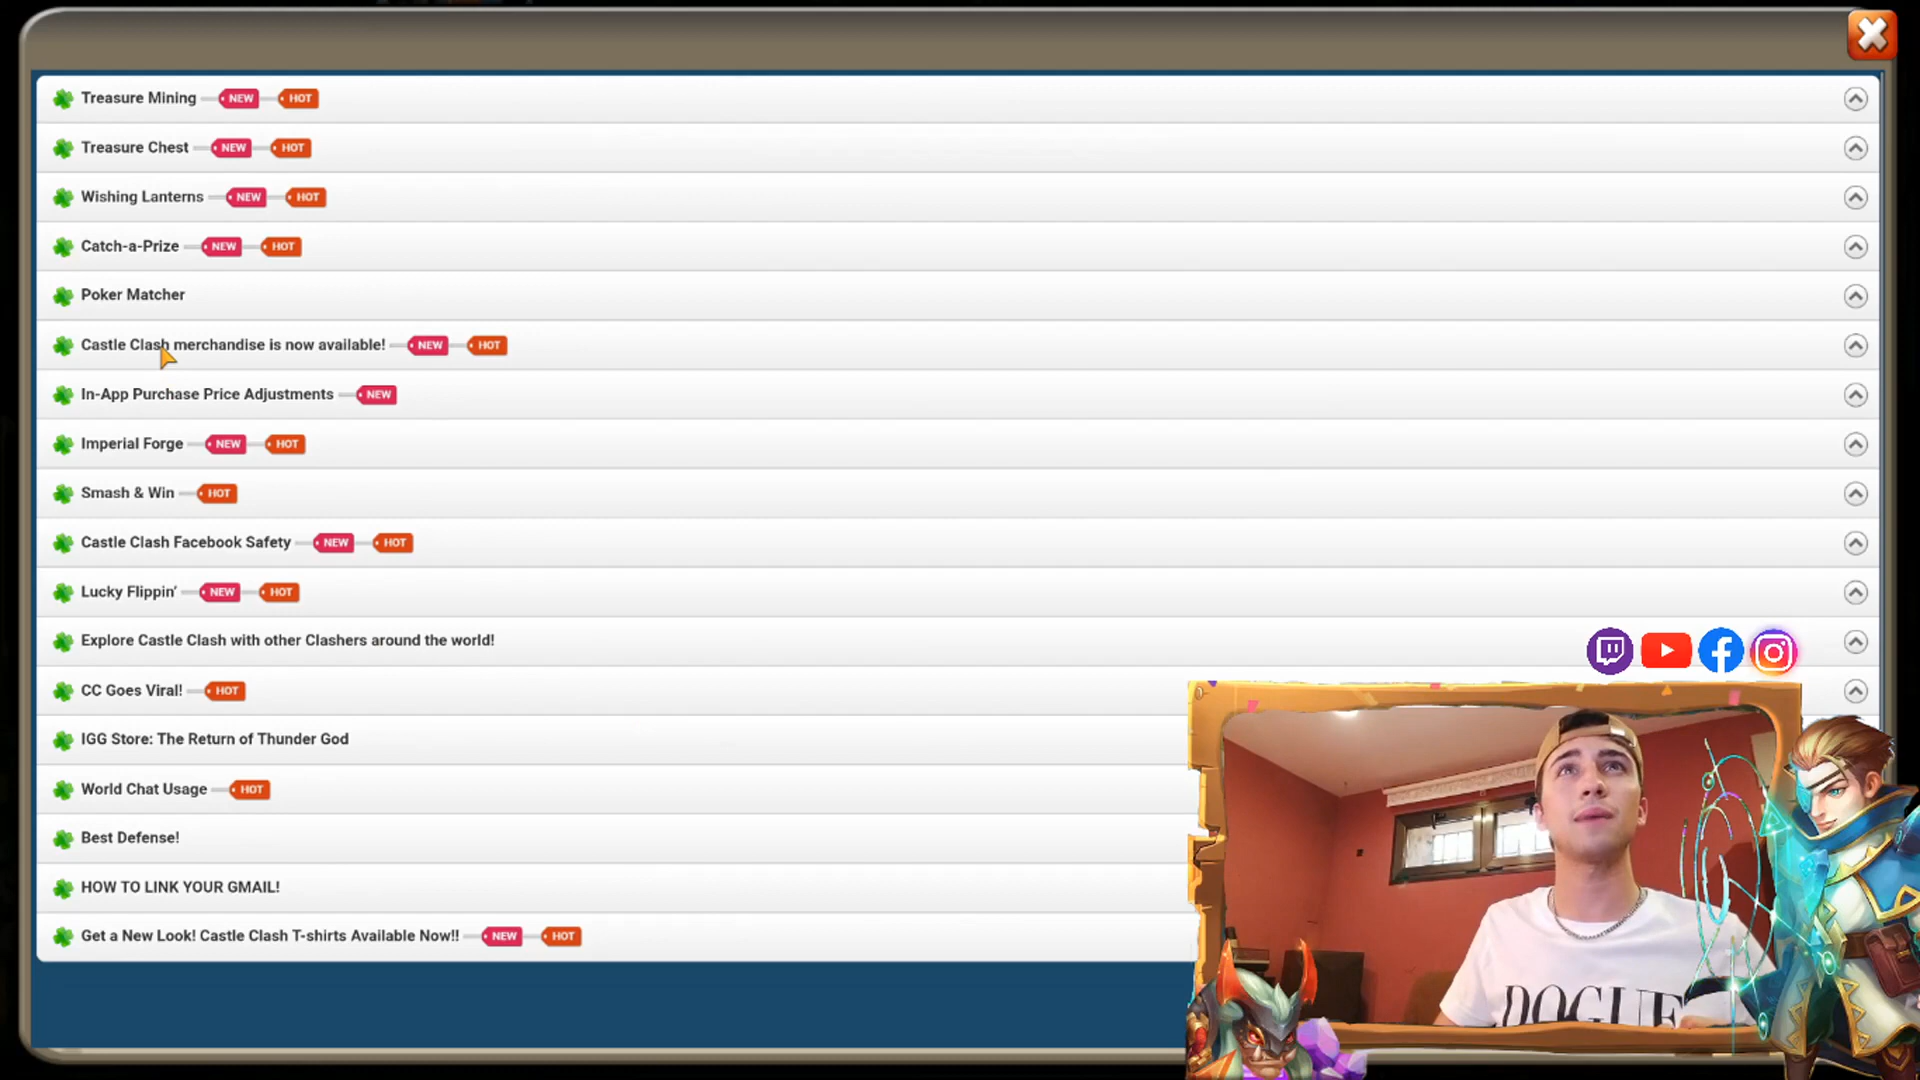 Treasure Mining NEW HOT
Treasure Chest NEW HOT
Wishing Lanterns NEW HOT
Catch-a-Prize NEW HOT
Poker Matcher
Castle Clash merchandise is now available! NEW HOT
In-App Purchase Price Adjustments NEW
Imperial Forge NEW HOT
Smash & Win HOT
Castle Clash Facebook Safety NEW HOT
Lucky Flippin' NEW HOT
Explore Castle Clash with other Clashers around the world!
CC Goes Viral! HOT
IGG Store: The Return of Thunder God
World Chat Usage HOT
Best Defense!
HOW TO LINK YOUR GMAIL!
Get a New Look! Castle Clash T-shirts Available Now!! NEW HOT
DOGUE